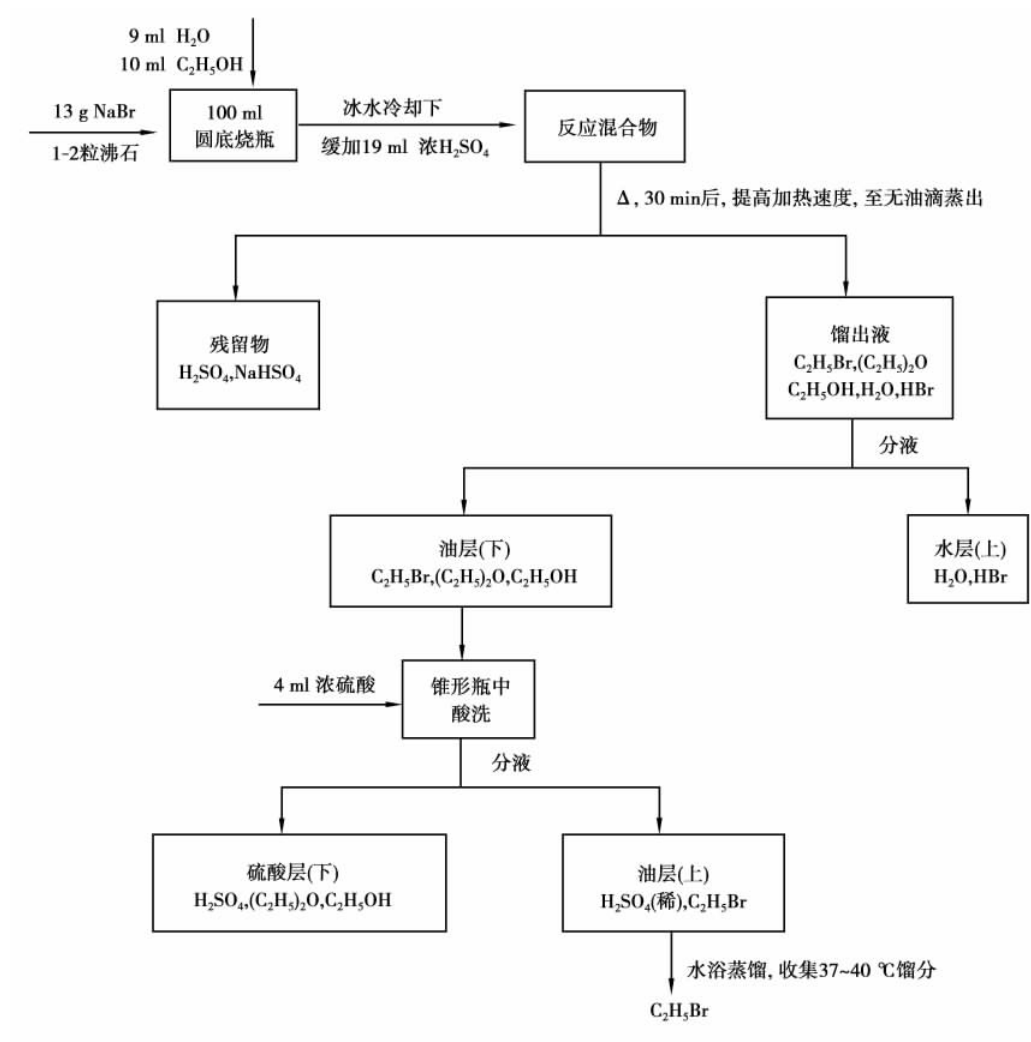 9 ml H₂O
10 ml C₂H₅OH
13 g NaBr
1-2粒沸石
100 ml
圆底烧瓶
冰水冷却下
缓加19 ml 浓H₂SO₄
反应混合物
Δ, 30 min后, 提高加热速度, 至无油滴蒸出
残留物
H₂SO₄,NaHSO₄
馏出液
C₂H₅Br,(C₂H₅)₂O
C₂H₅OH,H₂O,HBr
分液
油层(下)
C₂H₅Br,(C₂H₅)₂O,C₂H₅OH
水层(上)
H₂O,HBr
4 ml 浓硫酸
锥形瓶中
酸洗
分液
硫酸层(下)
H₂SO₄,(C₂H₅)₂O,C₂H₅OH
油层(上)
H₂SO₄(稀),C₂H₅Br
水浴蒸馏, 收集37~40 ℃馏分
C₂H₅Br